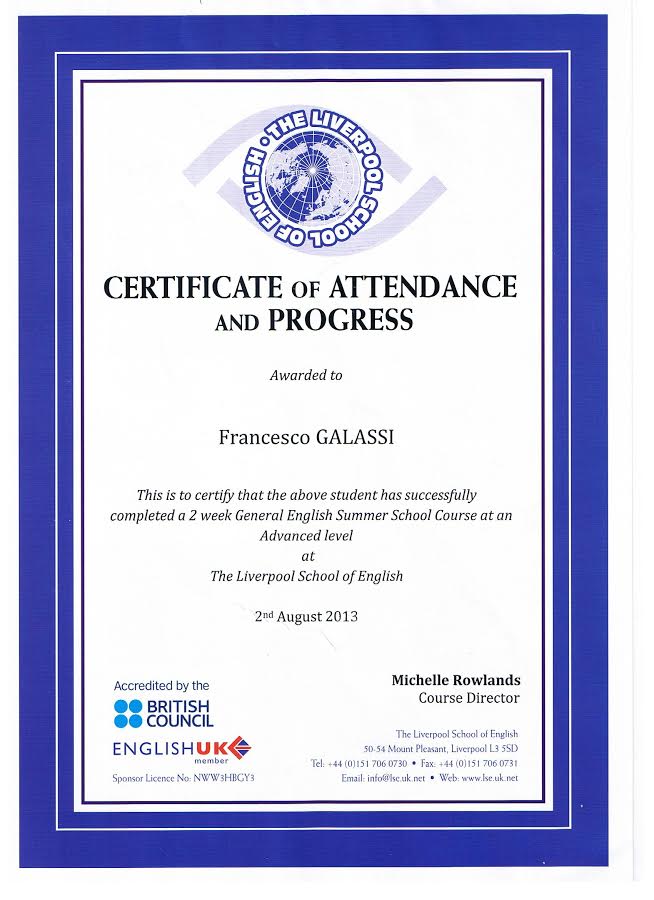 THE LIVERPOOL SCHOOL OF ENGLISH •
CERTIFICATE OF ATTENDANCE
AND PROGRESS
Awarded to
Francesco GALASSI
This is to certify that the above student has successfully
completed a 2 week General English Summer School Course at an
Advanced level
at
The Liverpool School of English
2nd August 2013
Michelle Rowlands
Course Director
Accredited by the
BRITISH
COUNCIL
ENGLISHUK
member
Sponsor Licence No: NWW3HBGY3
The Liverpool School of English
50-54 Mount Pleasant, Liverpool L3 5SD
Tel: +44 (0)151 706 0730 • Fax: +44 (0)151 706 0731
Email: info@lse.uk.net • Web: www.lse.uk.net